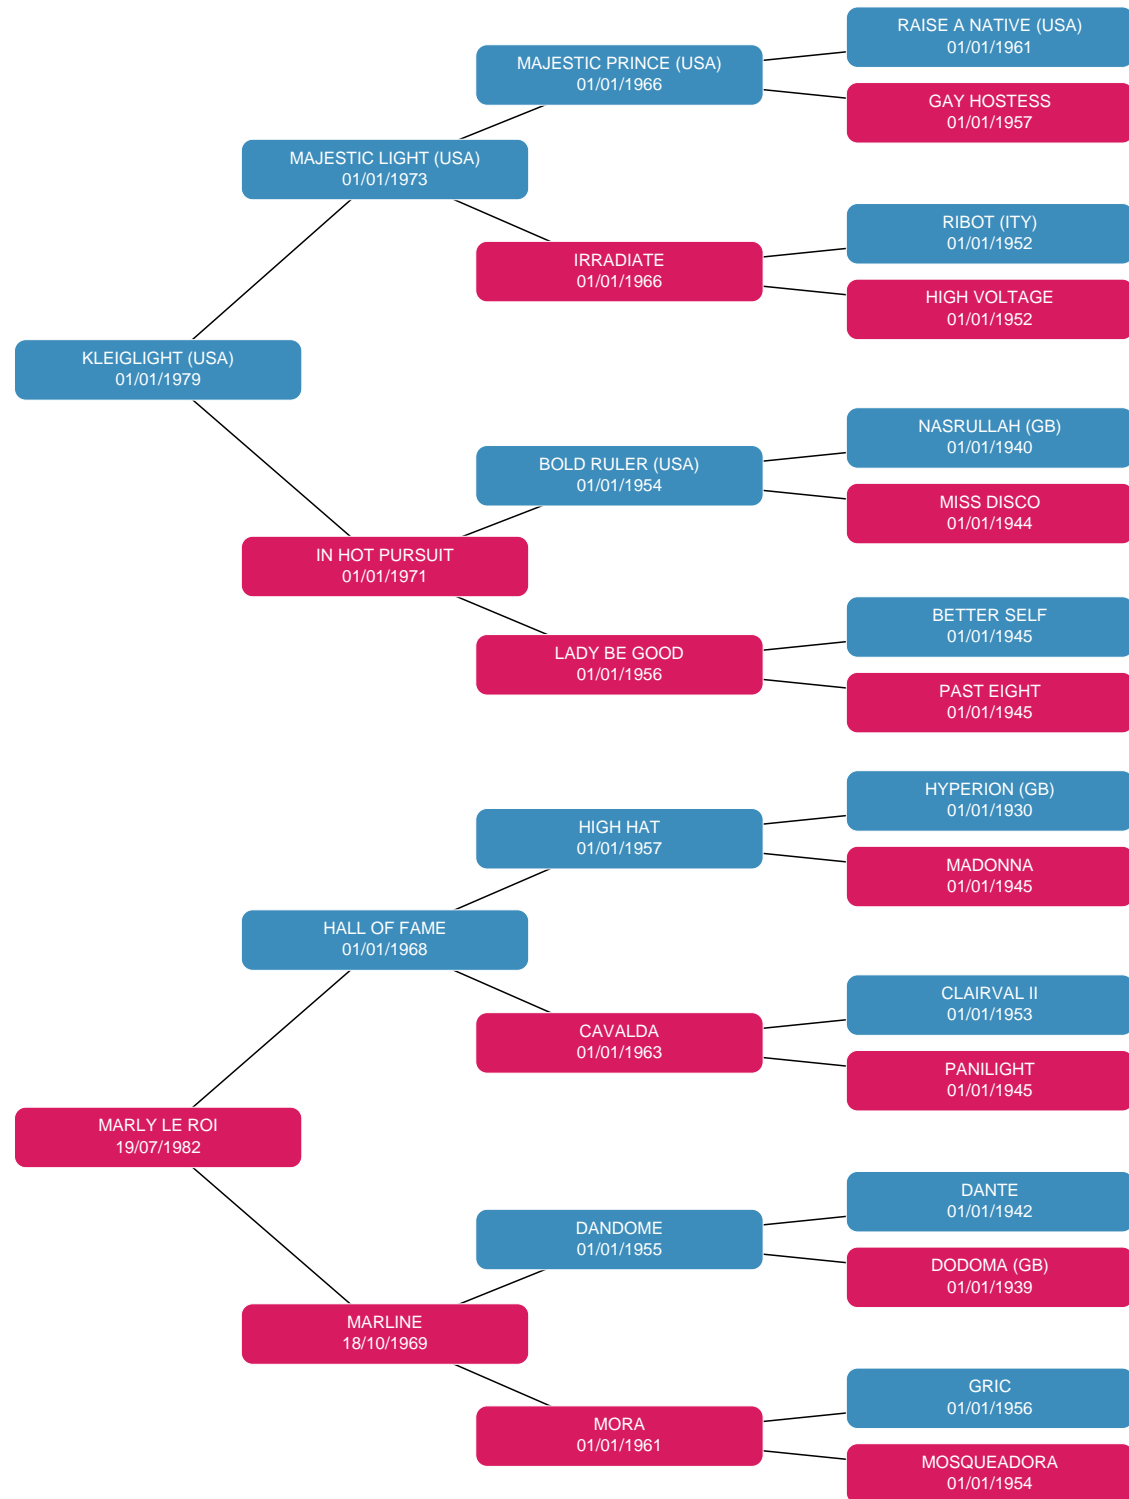 RAISE A NATIVE (USA)
01/01/1961
MAJESTIC PRINCE (USA)
01/01/1966
GAY HOSTESS
01/01/1957
MAJESTIC LIGHT (USA)
01/01/1973
RIBOT (ITY)
01/01/1952
IRRADIATE
01/01/1966
HIGH VOLTAGE
01/01/1952
KLEIGLIGHT (USA)
01/01/1979
NASRULLAH (GB)
01/01/1940
BOLD RULER (USA)
01/01/1954
MISS DISCO
01/01/1944
IN HOT PURSUIT
01/01/1971
BETTER SELF
01/01/1945
LADY BE GOOD
01/01/1956
PAST EIGHT
01/01/1945
HYPERION (GB)
01/01/1930
HIGH HAT
01/01/1957
MADONNA
01/01/1945
HALL OF FAME
01/01/1968
CLAIRVAL II
01/01/1953
CAVALDA
01/01/1963
PANILIGHT
01/01/1945
MARLY LE ROI
19/07/1982
DANTE
01/01/1942
DANDOME
01/01/1955
DODOMA (GB)
01/01/1939
MARLINE
18/10/1969
GRIC
01/01/1956
MORA
01/01/1961
MOSQUEADORA
01/01/1954